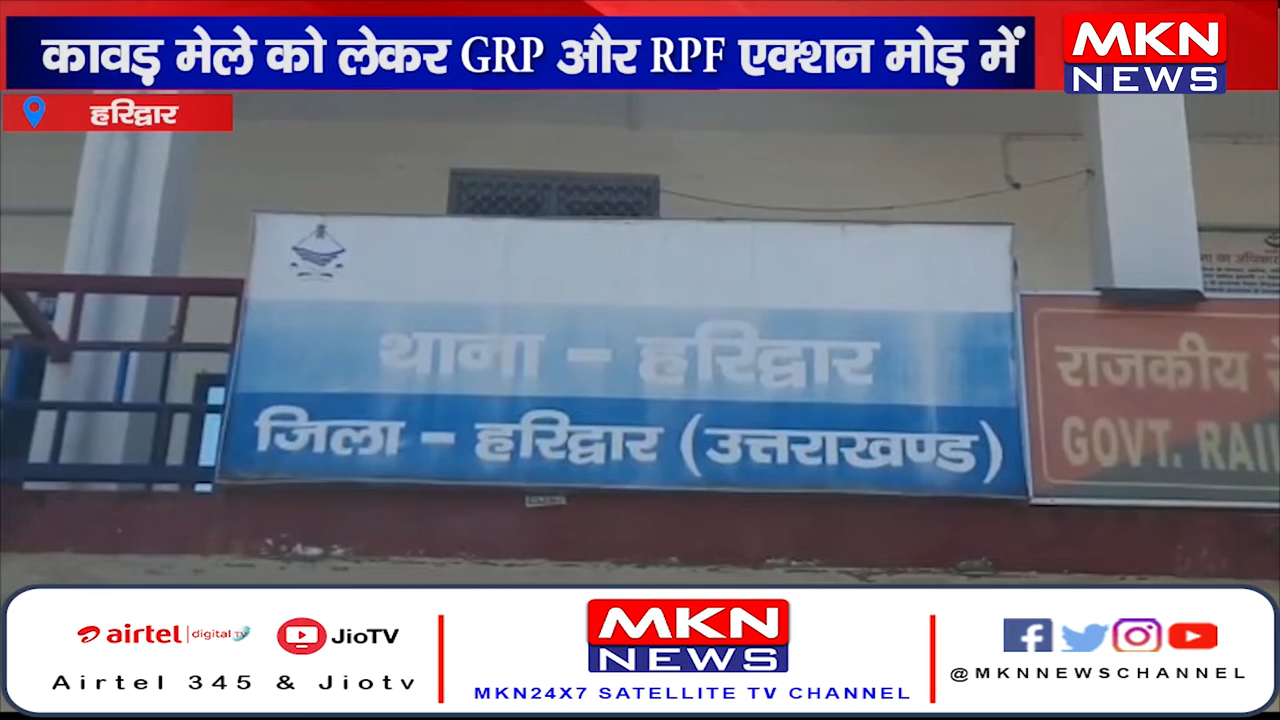 कावड़ मेले को लेकर GRP और RPF एक्शन मोड़ में
MKN
NEWS
हरिद्वार
थाना - हरिद्वार
जिला - हरिद्वार (उत्तराखण्ड)
राजकीय
GOVT. RAI
airtel digital TV
JioTV
Airtel 345 & Jiotv
MKN
NEWS
MKN24X7 SATELLITE TV CHANNEL
@MKNNEWSCHANNEL